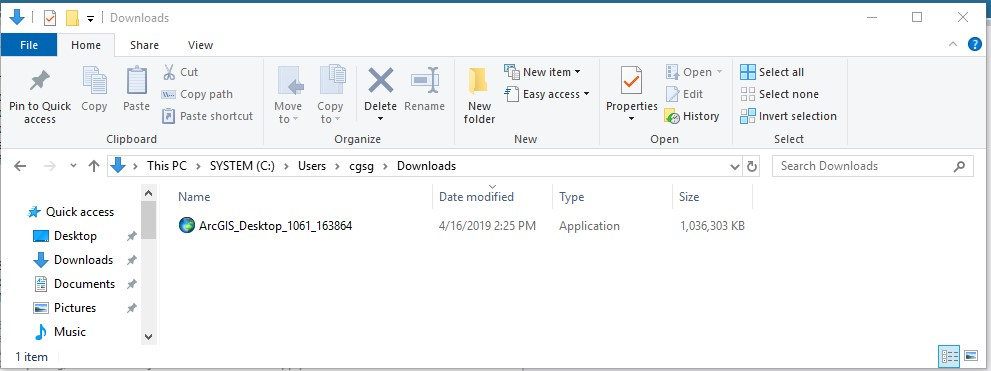 Downloads
File Home Share View
Pin to Quick access
Copy
Paste
Cut
Copy path
Paste shortcut
Clipboard
Move to
Copy to
Delete
Rename
Organize
New folder
New item
Easy access
New
Properties
Open
Edit
History
Open
Select all
Select none
Invert selection
Select
This PC > SYSTEM (C:) > Users > cgsg > Downloads
Search Downloads
Quick access
Desktop
Downloads
Documents
Pictures
Music
Name Date modified Type Size
ArcGIS_Desktop_1061_163864 4/16/2019 2:25 PM Application 1,036,303 KB
1 item